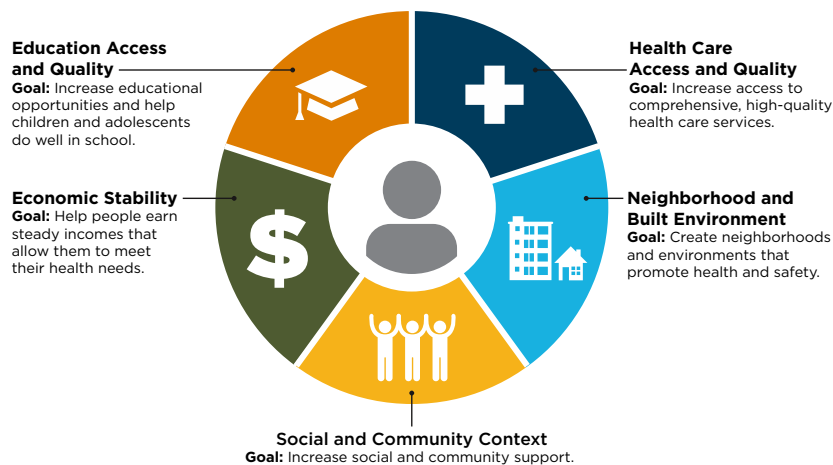 Education Access
and Quality
Goal: Increase educational
opportunities and help
children and adolescents
do well in school.
Health Care
Access and Quality
Goal: Increase access to
comprehensive, high-quality
health care services.
Economic Stability
Goal: Help people earn
steady incomes that
allow them to meet
their health needs.
$
Neighborhood and
Built Environment
Goal: Create neighborhoods
and environments that
promote health and safety.
Social and Community Context
Goal: Increase social and community support.